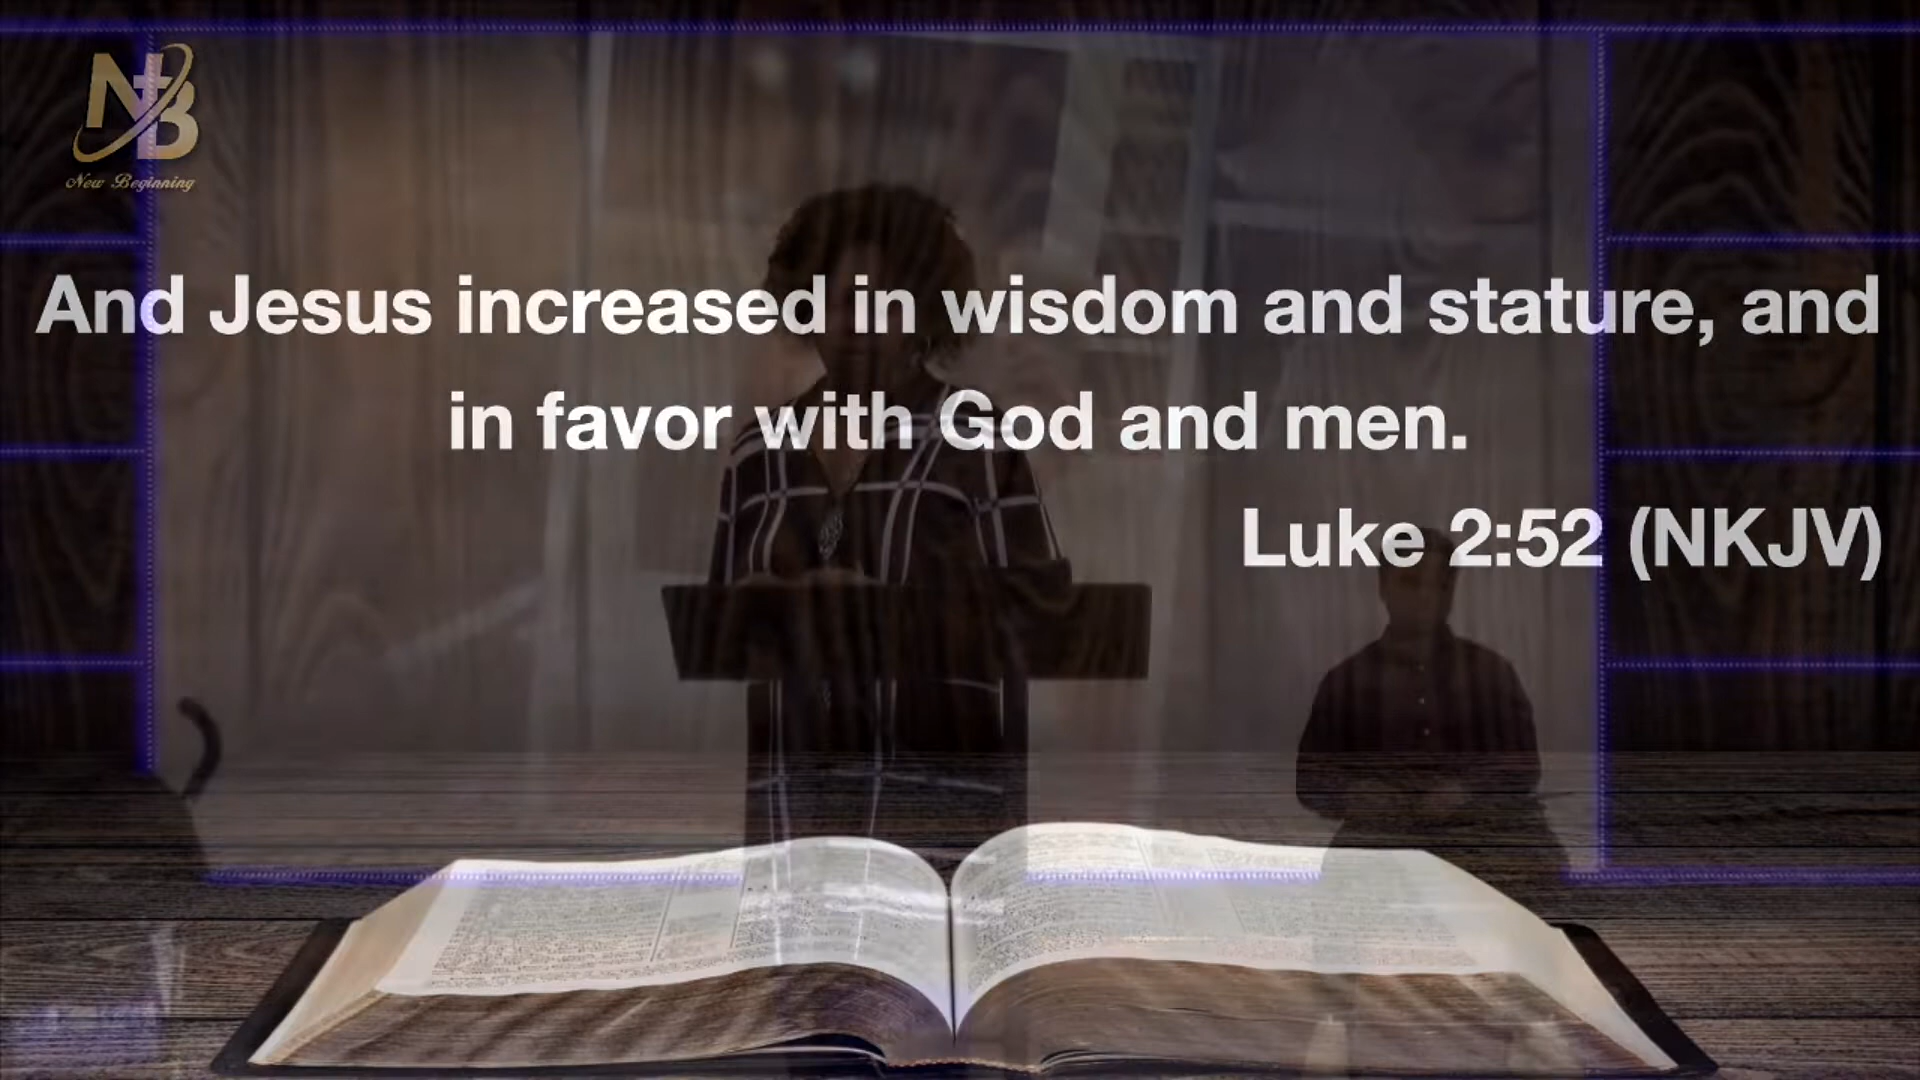 NB
New Beginning
And Jesus increased in wisdom and stature, and
in favor with God and men.
Luke 2:52 (NKJV)